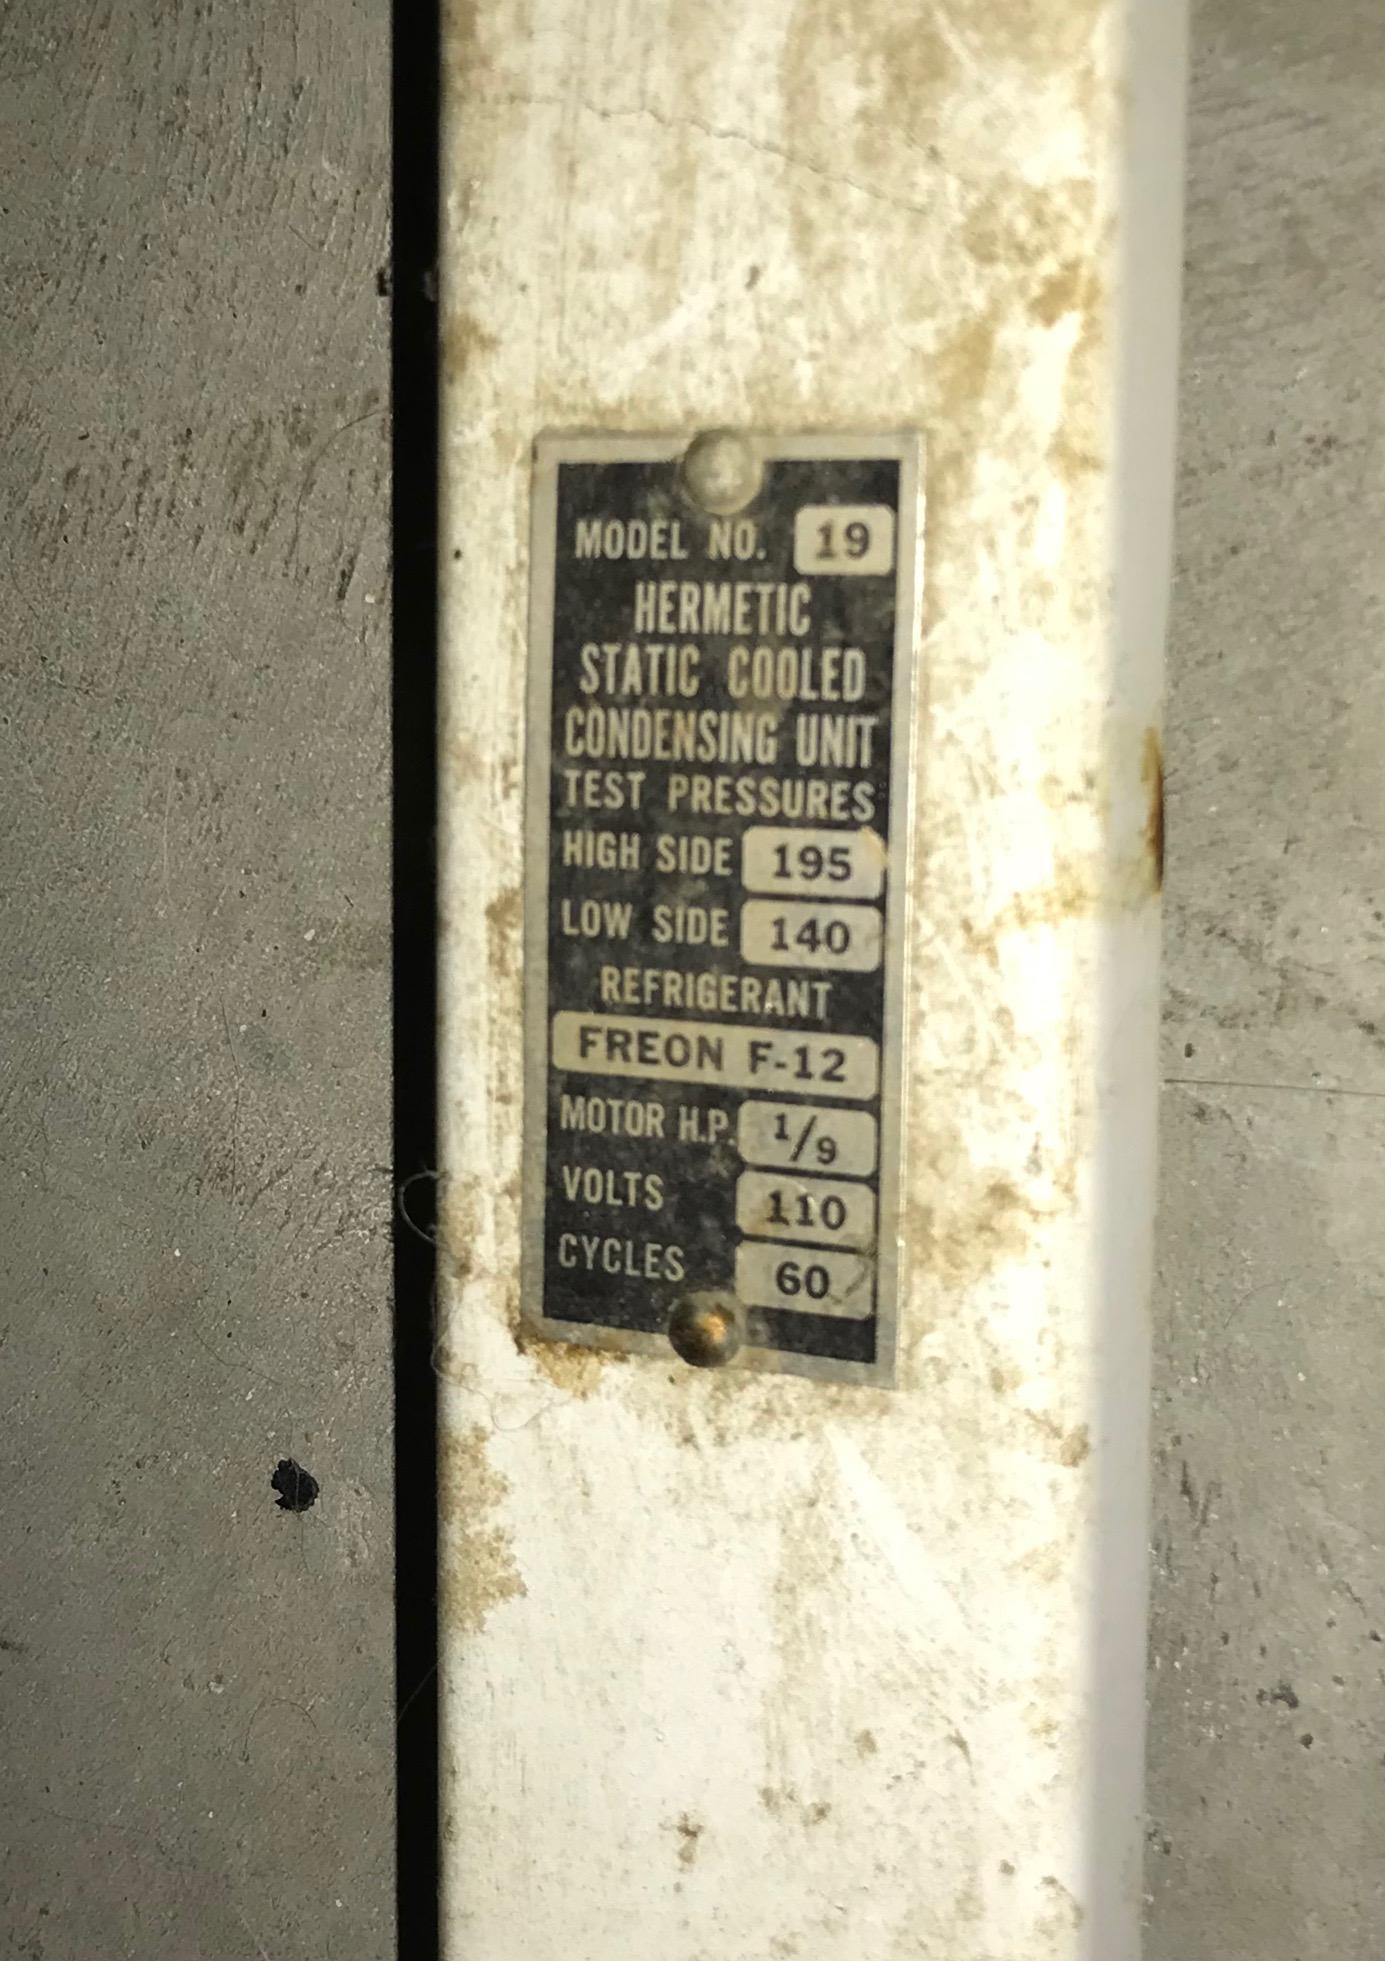 MODEL NO. 19
HERMETIC
STATIC COOLED
CONDENSING UNIT
TEST PRESSURES
HIGH SIDE 195
LOW SIDE 140
REFRIGERANT
FREON F-12
MOTOR H.P. 1/9
VOLTS 110
CYCLES 60